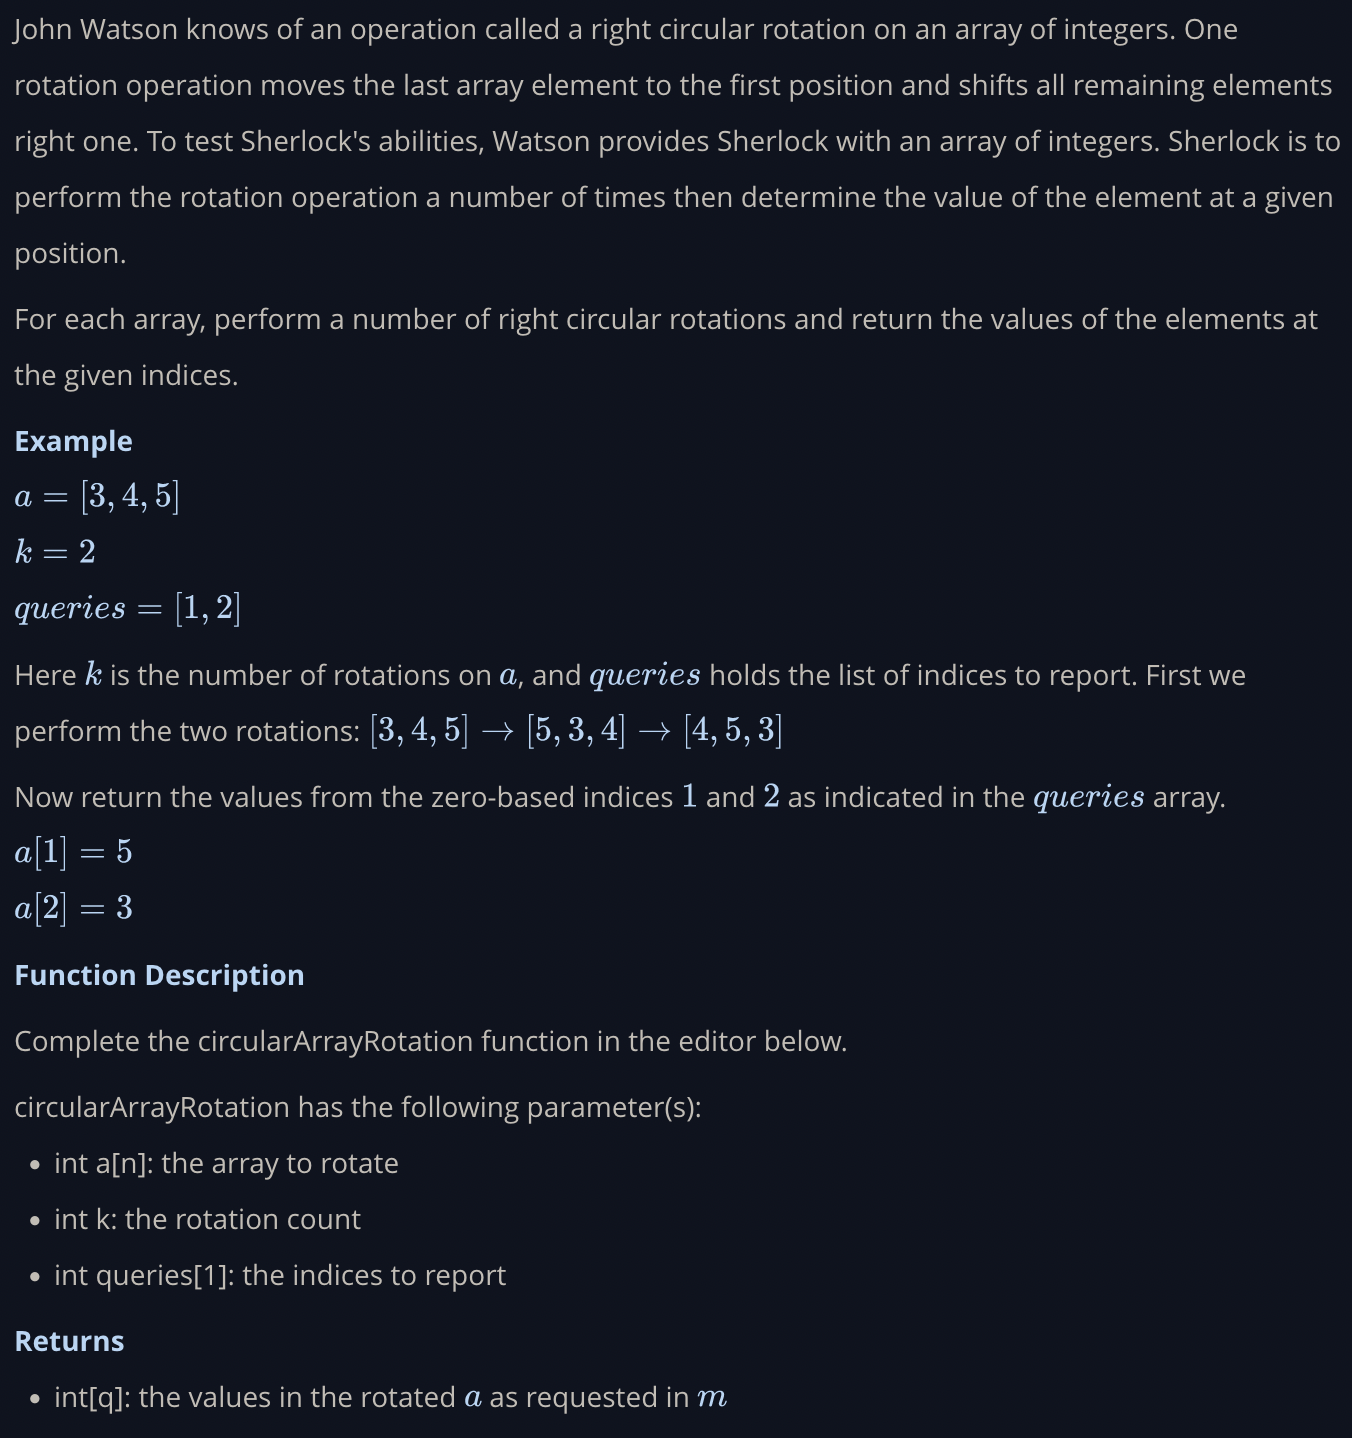 John Watson knows of an operation called a right circular rotation on an array of integers. One
rotation operation moves the last array element to the first position and shifts all remaining elements
right one. To test Sherlock's abilities, Watson provides Sherlock with an array of integers. Sherlock is to
perform the rotation operation a number of times then determine the value of the element at a given
position.
For each array, perform a number of right circular rotations and return the values of the elements at
the given indices.
Example
a = [3, 4, 5]
k = 2
queries = [1, 2]
Here k is the number of rotations on a, and queries holds the list of indices to report. First we
perform the two rotations: [3, 4, 5] → [5, 3, 4] → [4, 5, 3]
Now return the values from the zero-based indices 1 and 2 as indicated in the queries array.
a[1] = 5
a[2] = 3
Function Description
Complete the circularArrayRotation function in the editor below.
circularArrayRotation has the following parameter(s):
• int a[n]: the array to rotate
• int k: the rotation count
• int queries[1]: the indices to report
Returns
• int[q]: the values in the rotated a as requested in m